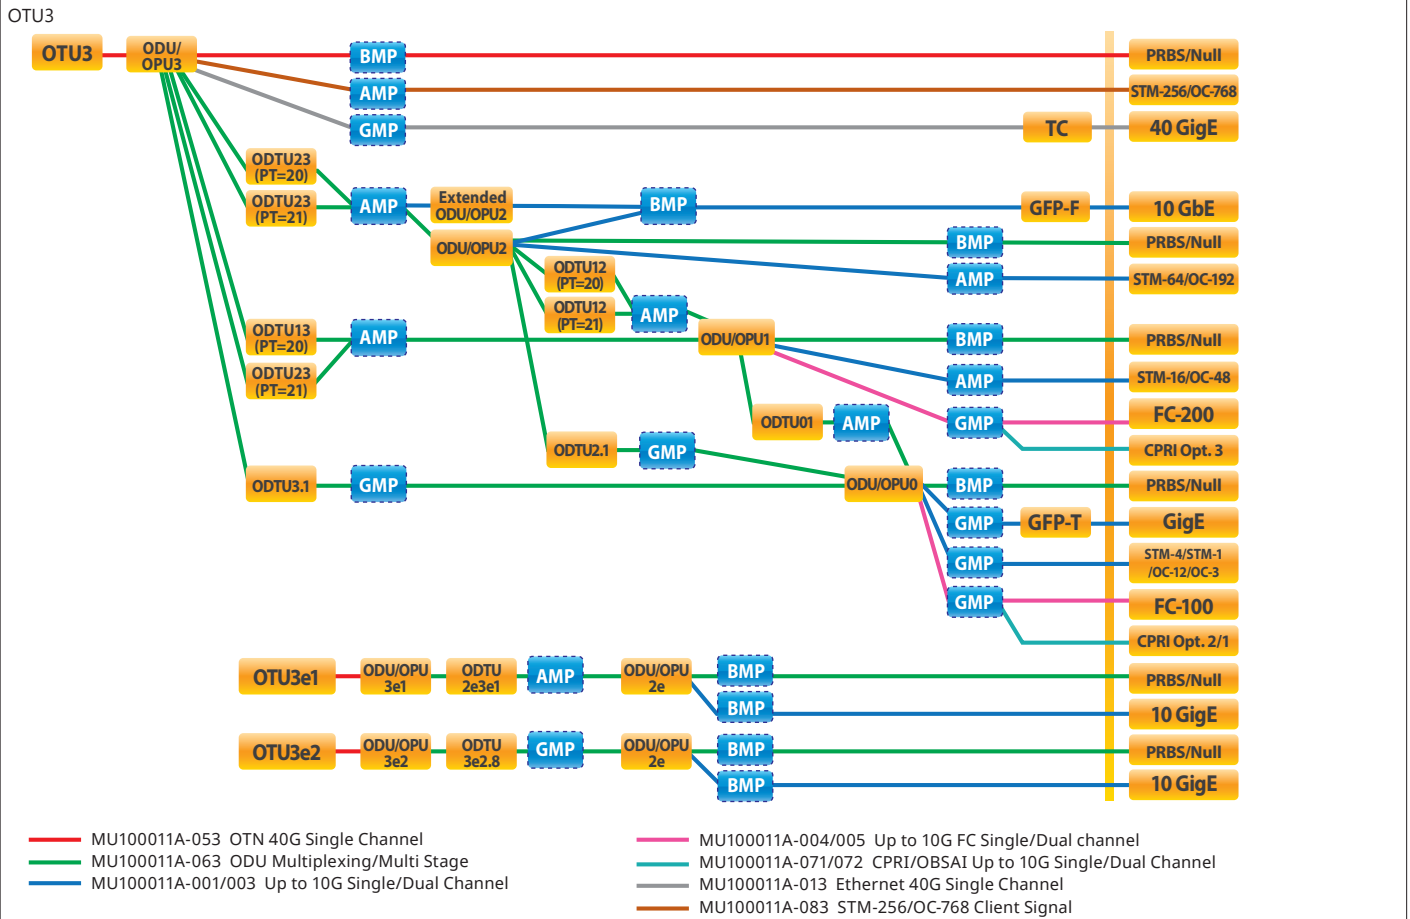 OTU3
OTU3
ODU/
OPU3
BMP
PRBS/Null
AMP
STM-256/OC-768
GMP
TC
40 GigE
ODTU23
(PT=20)
ODTU23
(PT=21)
AMP
Extended
ODU/OPU2
BMP
GFP-F
10 GbE
ODU/OPU2
BMP
PRBS/Null
ODTU12
(PT=20)
AMP
STM-64/OC-192
ODTU12
(PT=21)
AMP
ODTU13
(PT=20)
AMP
ODU/OPU1
BMP
PRBS/Null
ODTU23
(PT=21)
AMP
STM-16/OC-48
ODTU01
AMP
GMP
FC-200
CPRI Opt. 3
ODTU2.1
GMP
ODTU3.1
GMP
ODU/OPU0
BMP
PRBS/Null
GMP
GFP-T
GigE
GMP
STM-4/STM-1
/OC-12/OC-3
GMP
FC-100
CPRI Opt. 2/1
OTU3e1
ODU/OPU
3e1
ODTU
2e3e1
AMP
ODU/OPU
2e
BMP
PRBS/Null
BMP
10 GigE
OTU3e2
ODU/OPU
3e2
ODTU
3e2.8
GMP
ODU/OPU
2e
BMP
PRBS/Null
BMP
10 GigE
MU100011A-053 OTN 40G Single Channel
MU100011A-063 ODU Multiplexing/Multi Stage
MU100011A-001/003 Up to 10G Single/Dual Channel
MU100011A-004/005 Up to 10G FC Single/Dual channel
MU100011A-071/072 CPRI/OBSAI Up to 10G Single/Dual Channel
MU100011A-013 Ethernet 40G Single Channel
MU100011A-083 STM-256/OC-768 Client Signal